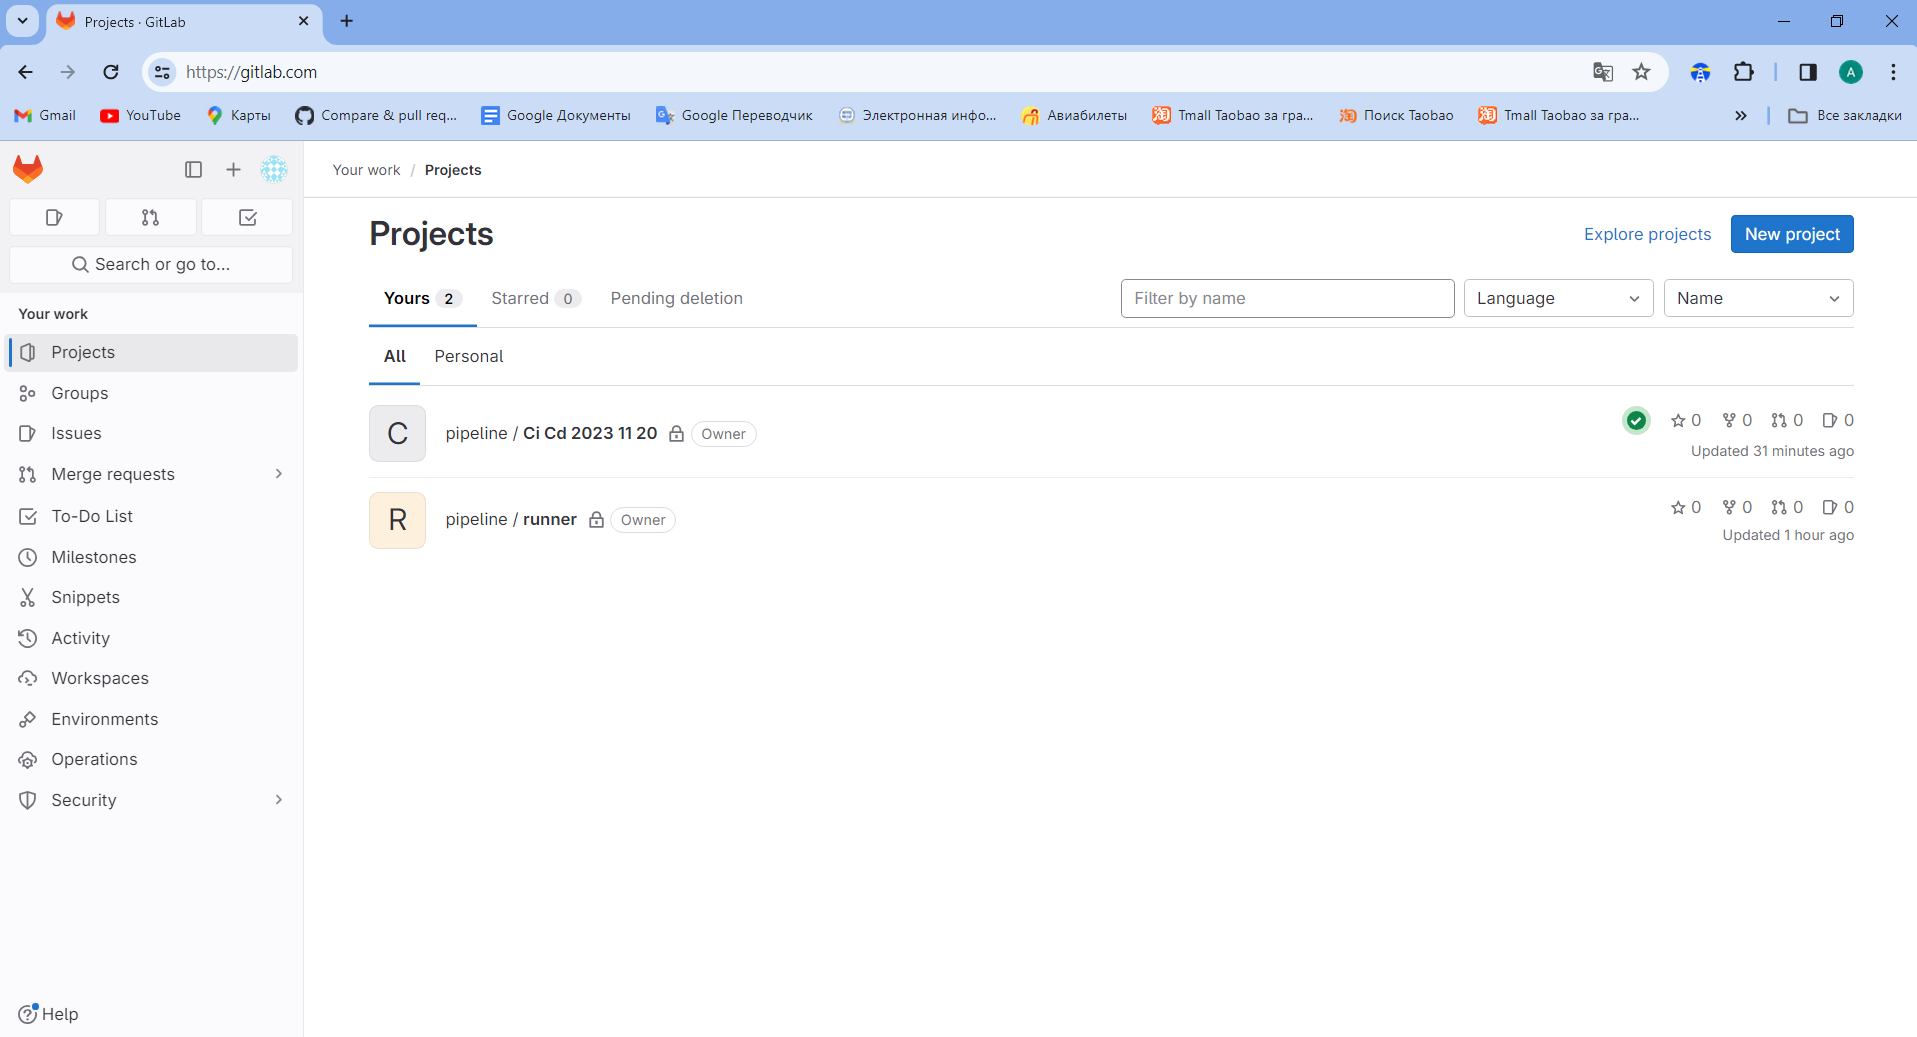 Projects · GitLab
https://gitlab.com
A
Gmail YouTube Карты Compare & pull req... Google Документы Google Переводчик Электронная инфо... Авиабилеты Tmall Taobao за гра... Поиск Taobao Tmall Taobao за гра... » Все закладки
Your work / Projects
Search or go to...
Your work
Projects
Groups
Issues
Merge requests
To-Do List
Milestones
Snippets
Activity
Workspaces
Environments
Operations
Security
Help
Projects
Explore projects New project
Yours 2 Starred 0 Pending deletion Filter by name Language Name
All Personal
C pipeline / Ci Cd 2023 11 20 Owner 0 0 0 0
Updated 31 minutes ago
R pipeline / runner Owner 0 0 0 0
Updated 1 hour ago